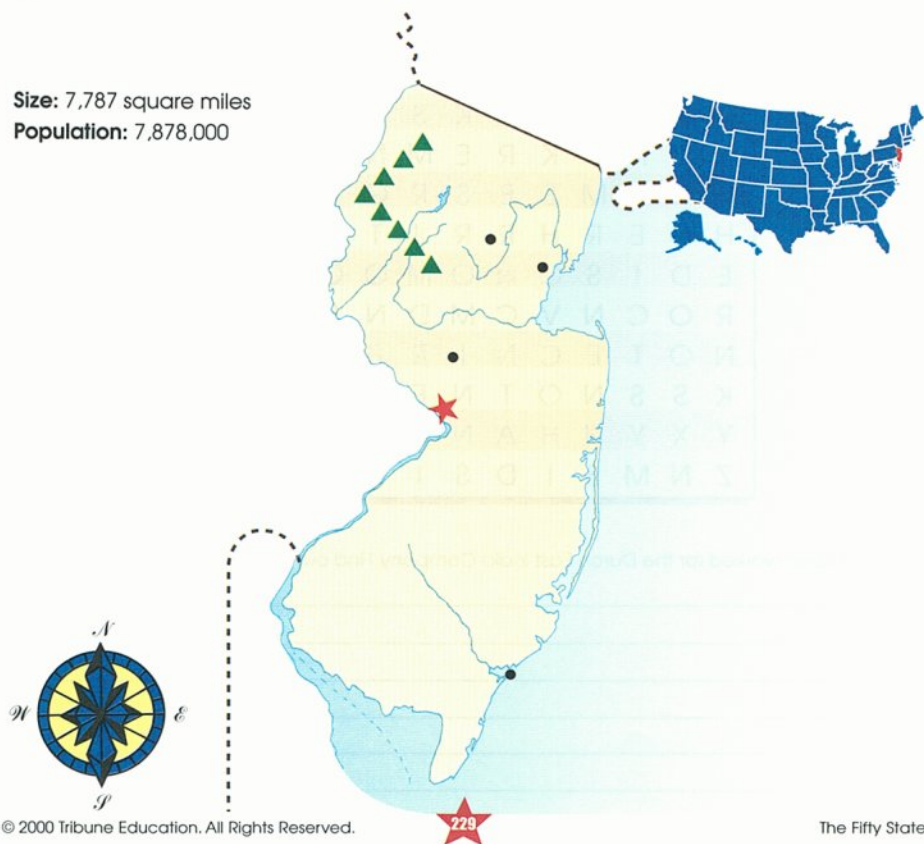 Size: 7,787 square miles
Population: 7,878,000
N
W E
S
© 2000 Tribune Education. All Rights Reserved. 229 The Fifty State